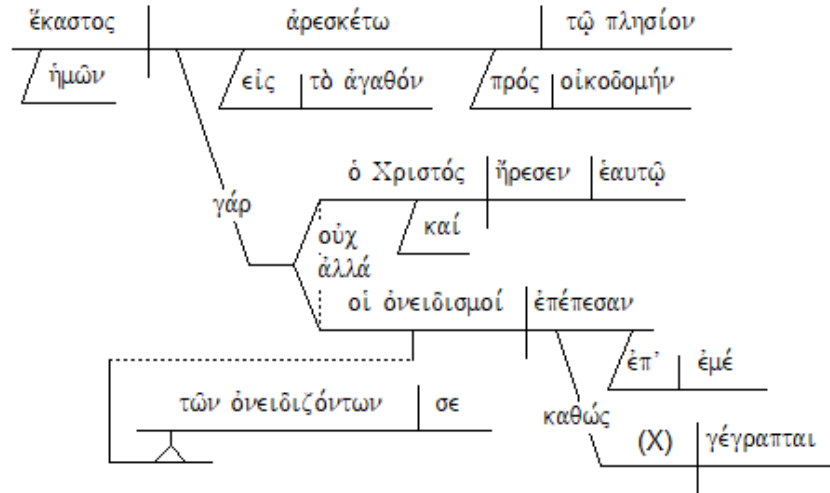 ἕκαστος ἀρεσκέτω τῷ πλησίον
ἡμῶν εἰς τὸ ἀγαθόν πρός οἰκοδομήν
ὁ Χριστός ἤρεσεν ἑαυτῷ
γάρ
οὐχ καί
ἀλλά
οἱ ὀνειδισμοί ἐπέπεσαν
ἐπ’ ἐμέ
τῶν ὀνειδιζόντων σε
καθώς
(X) γέγραπται